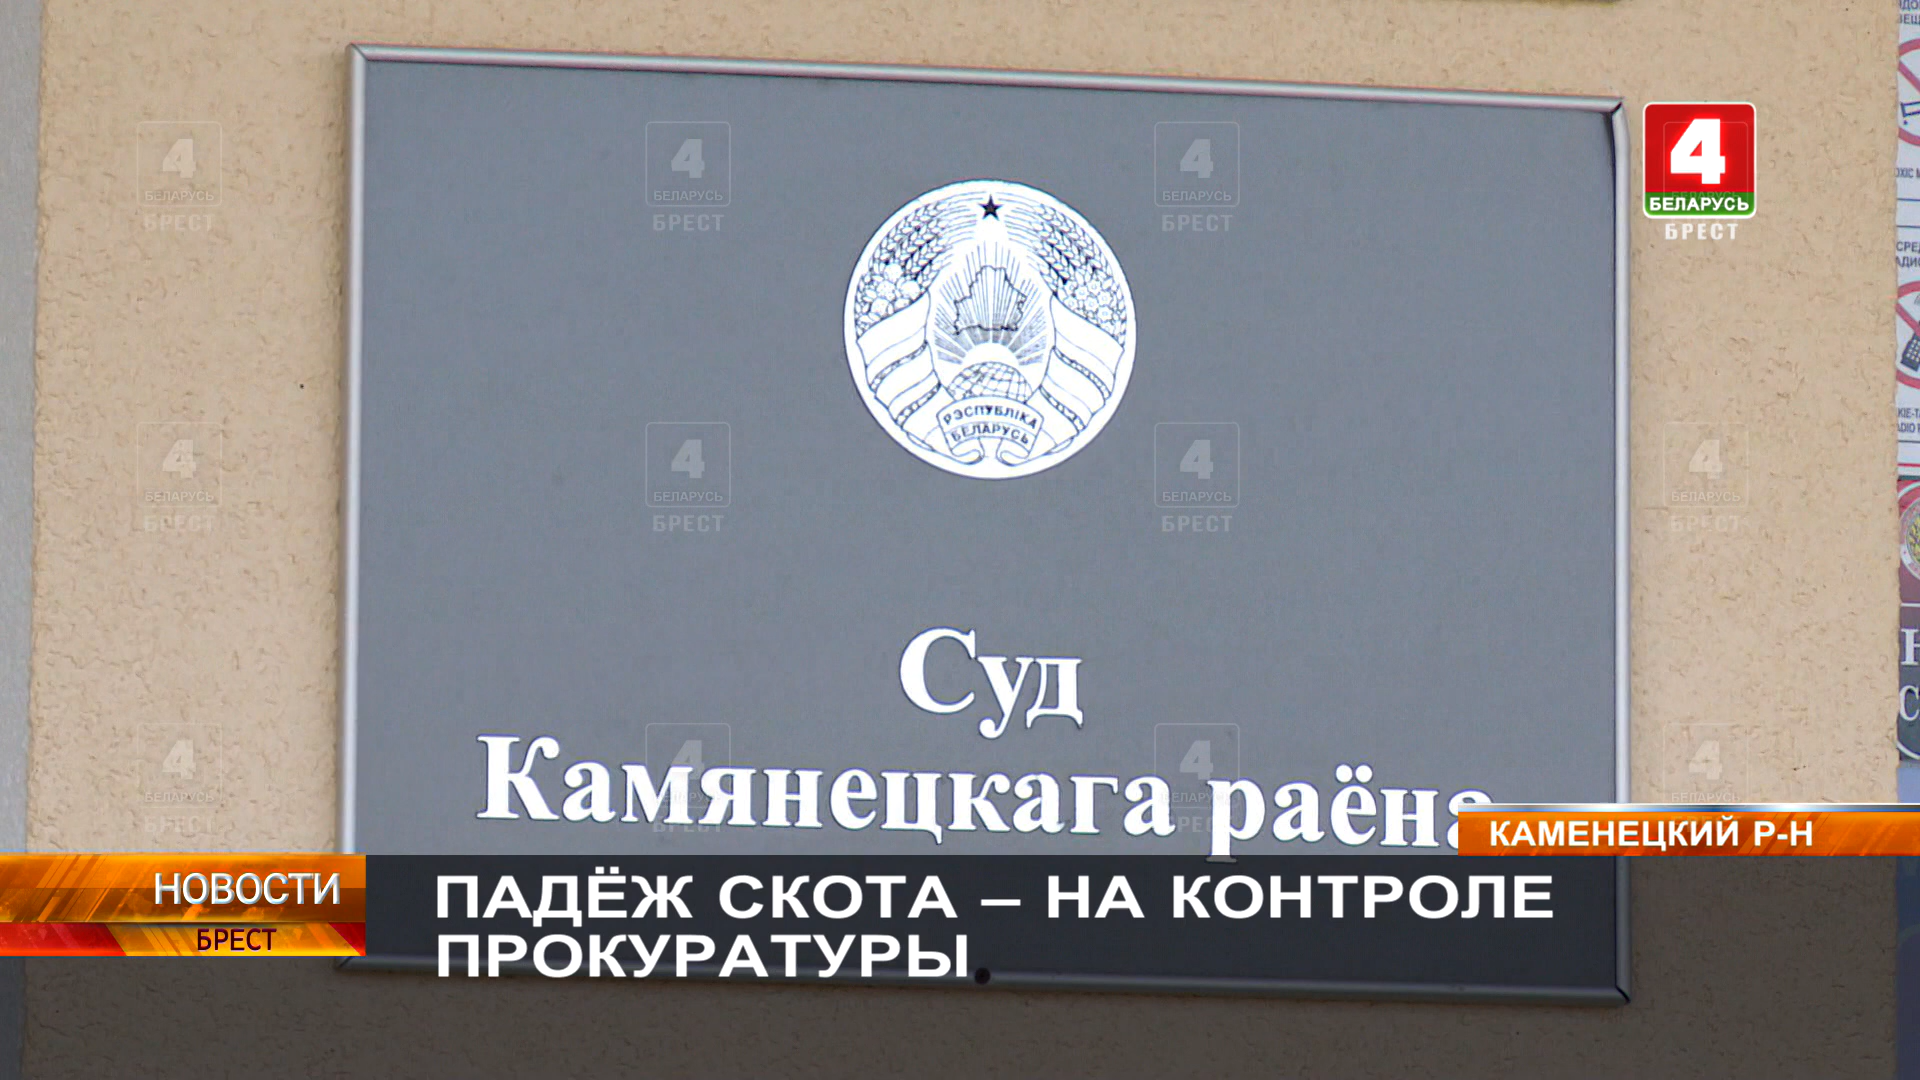 4
БЕЛАРУСЬ
БРЕСТ
РЭСПУБЛІКА
БЕЛАРУСЬ
Суд
Камянецкага раёна
КАМЕНЕЦКИЙ Р-Н
НОВОСТИ
БРЕСТ
ПАДЁЖ СКОТА – НА КОНТРОЛЕ
ПРОКУРАТУРЫ